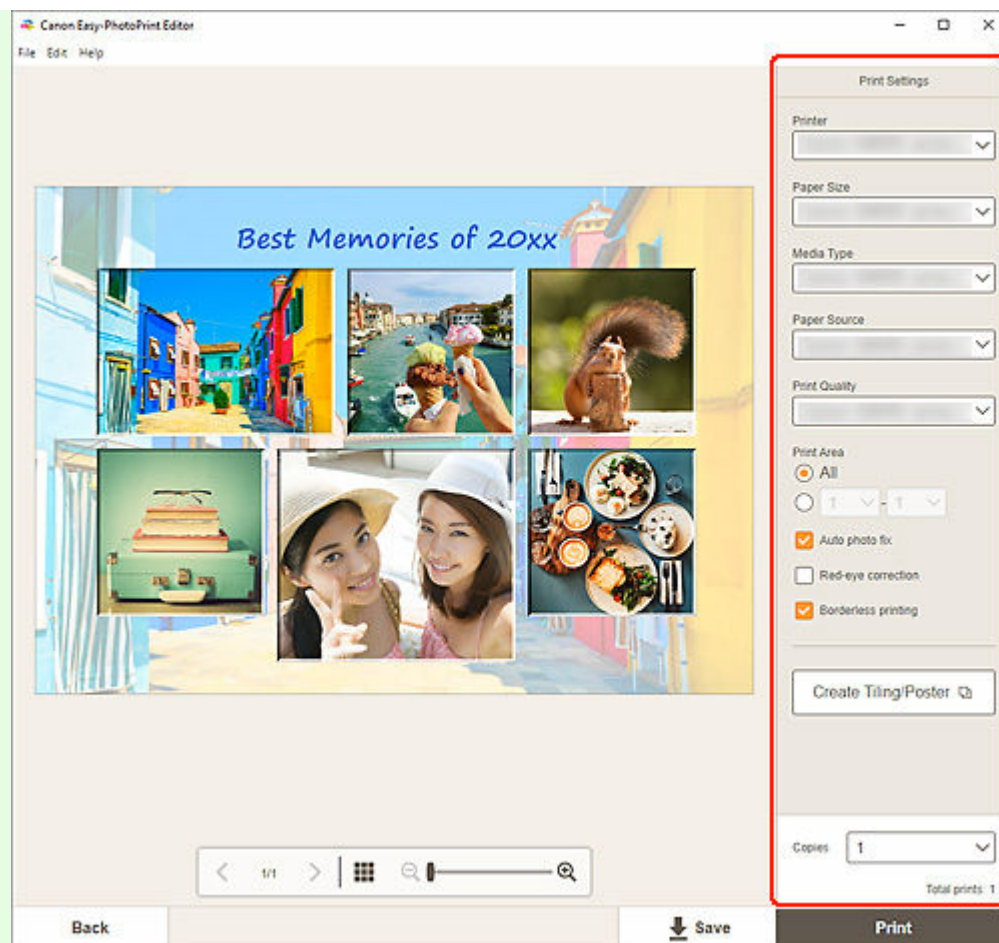 Canon Easy-PhotoPrint Editor
File Edit Help
Print Settings
Printer
Paper Size
Media Type
Paper Source
Print Quality
Print Area
All
1 - 1
Auto photo fix
Red-eye correction
Borderless printing
Create Tiling/Poster
Best Memories of 20xx
1/1
Copies 1
Total prints 1
Back
Save
Print